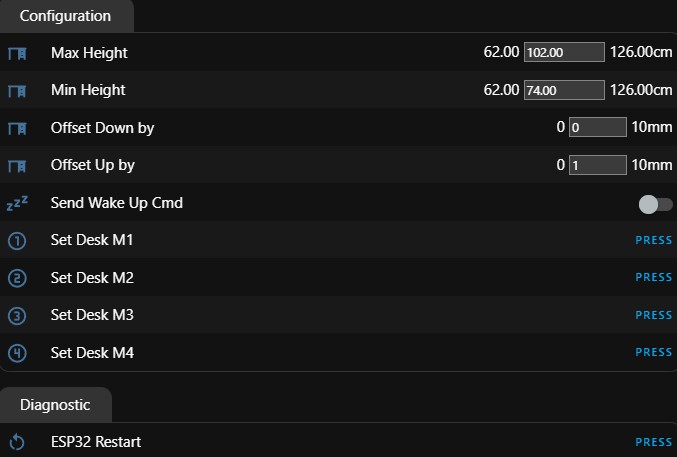 Configuration
Max Height 62.00 102.00 126.00cm
Min Height 62.00 74.00 126.00cm
Offset Down by 0 0 10mm
Offset Up by 0 1 10mm
zzz Send Wake Up Cmd
1 Set Desk M1 PRESS
2 Set Desk M2 PRESS
3 Set Desk M3 PRESS
4 Set Desk M4 PRESS
Diagnostic
ESP32 Restart PRESS